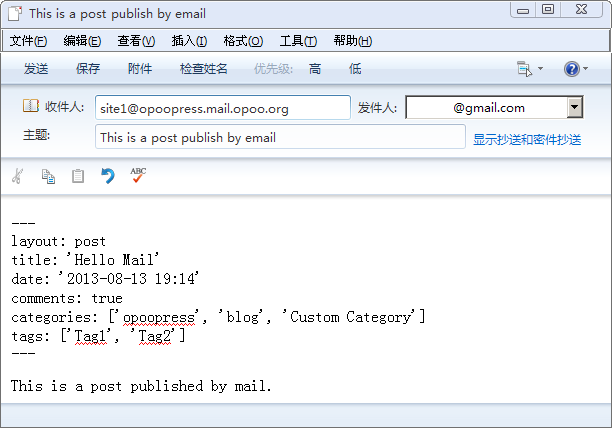 This is a post publish by email
文件(F) 编辑(E) 查看(V) 插入(I) 格式(O) 工具(T) 帮助(H)
发送 保存 附件 检查姓名 优先级: 高 低
收件人: site1@opoopress.mail.opoo.org 发件人: @gmail.com
主题: This is a post publish by email 显示抄送和密件抄送
ABC
---
layout: post
title: 'Hello Mail'
date: '2013-08-13 19:14'
comments: true
categories: ['opoopress', 'blog', 'Custom Category']
tags: ['Tag1', 'Tag2']
---
This is a post published by mail.